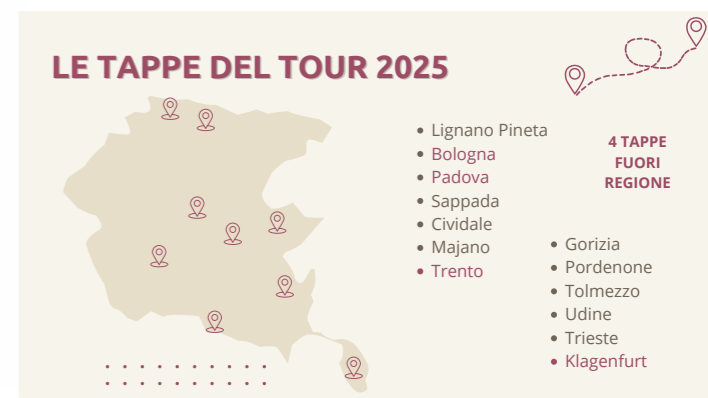 LE TAPPE DEL TOUR 2025
Lignano Pineta
Bologna
Padova
Sappada
Cividale
Majano
Trento
4 TAPPE
FUORI
REGIONE
Gorizia
Pordenone
Tolmezzo
Udine
Trieste
Klagenfurt